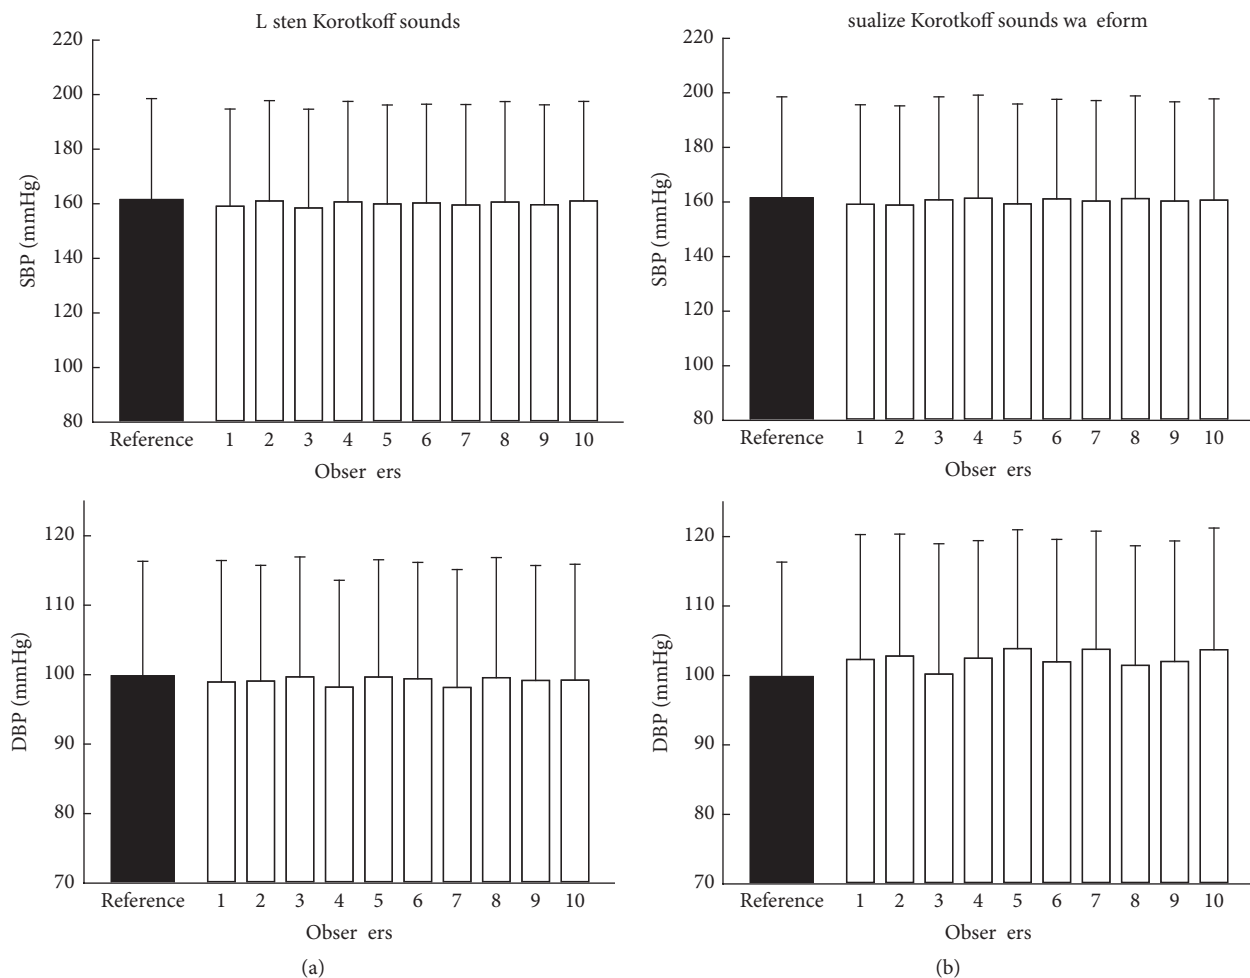 L sten Korotkoff sounds
220
200
180
160
140
120
100
80
SBP (mmHg)
Reference 1 2 3 4 5 6 7 8 9 10
Obser ers
120
110
100
90
80
70
DBP (mmHg)
Reference 1 2 3 4 5 6 7 8 9 10
Obser ers
(a)
sualize Korotkoff sounds wa eform
220
200
180
160
140
120
100
80
SBP (mmHg)
Reference 1 2 3 4 5 6 7 8 9 10
Obser ers
120
110
100
90
80
70
DBP (mmHg)
Reference 1 2 3 4 5 6 7 8 9 10
Obser ers
(b)